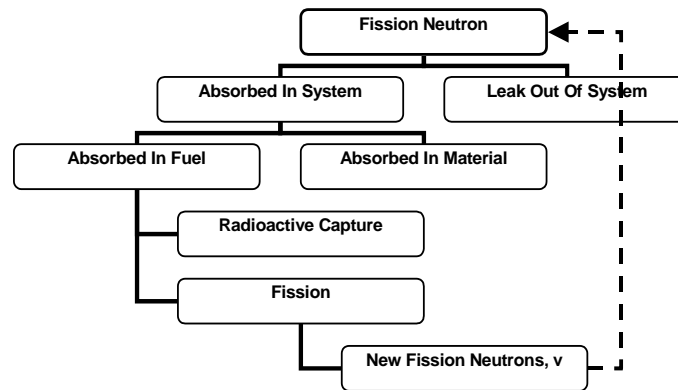 Fission Neutron
Absorbed In System
Leak Out Of System
Absorbed In Fuel
Absorbed In Material
Radioactive Capture
Fission
New Fission Neutrons, v